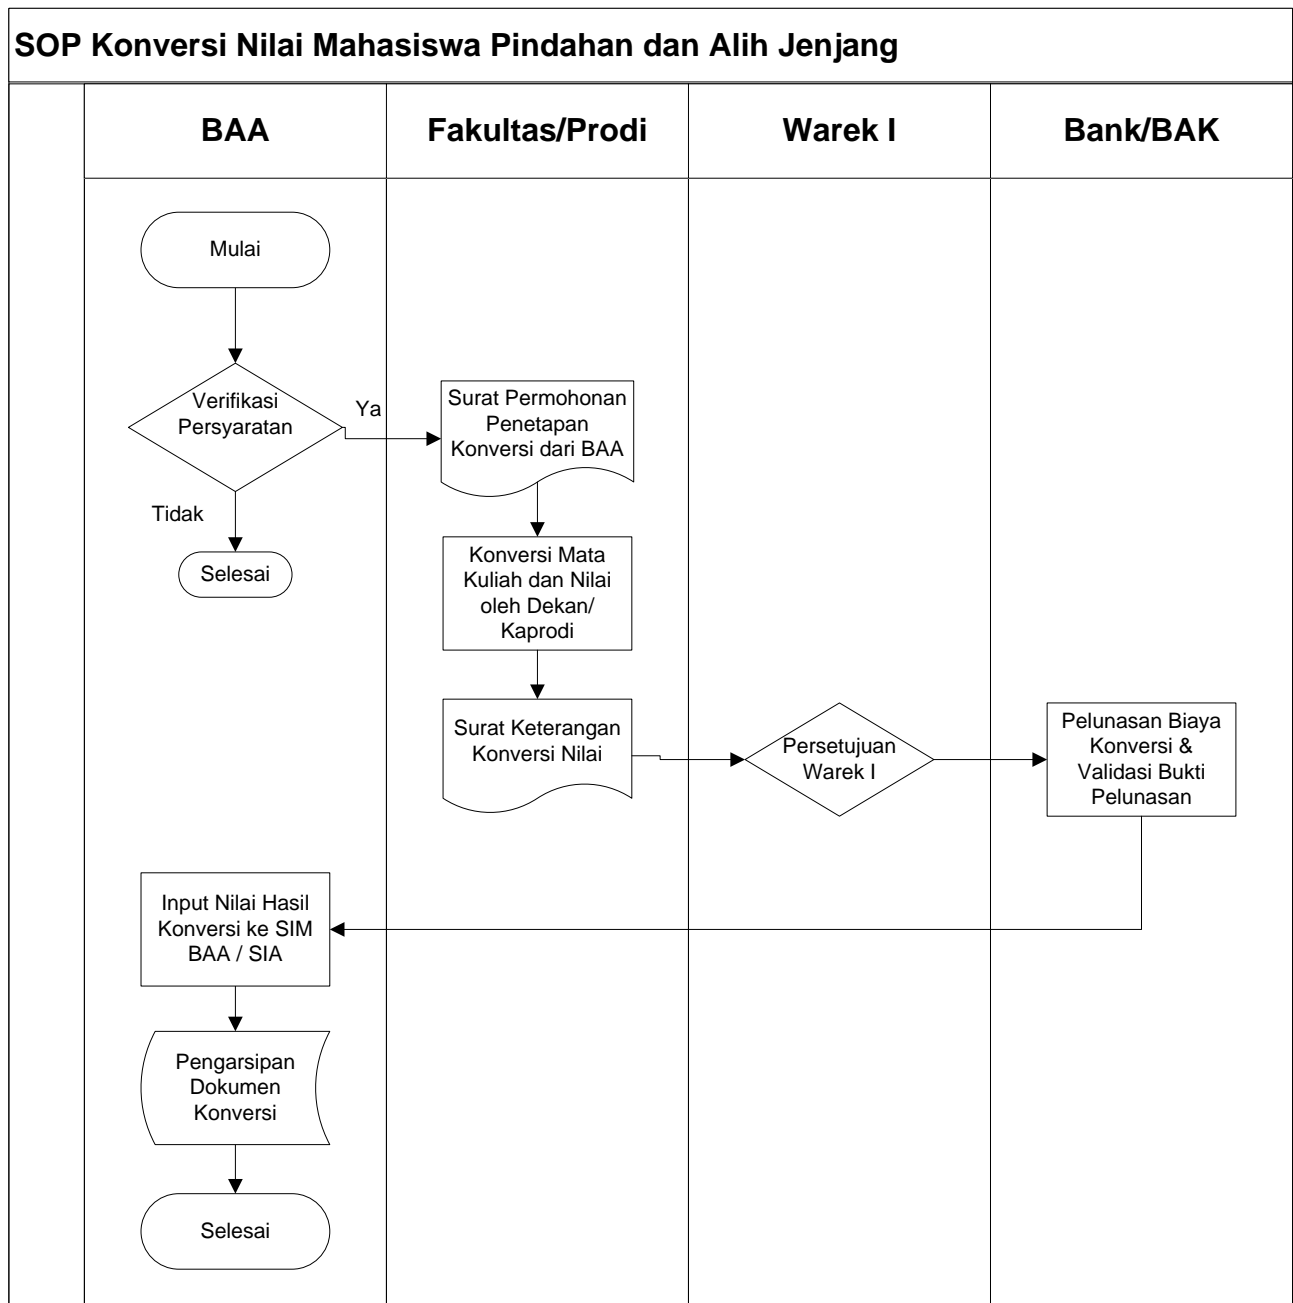 SOP Konversi Nilai Mahasiswa Pindahan dan Alih Jenjang
BAA
Fakultas/Prodi
Warek I
Bank/BAK
Mulai
Verifikasi
Persyaratan
Ya
Tidak
Selesai
Surat Permohonan
Penetapan
Konversi dari BAA
Konversi Mata
Kuliah dan Nilai
oleh Dekan/
Kaprodi
Surat Keterangan
Konversi Nilai
Persetujuan
Warek I
Pelunasan Biaya
Konversi &
Validasi Bukti
Pelunasan
Input Nilai Hasil
Konversi ke SIM
BAA / SIA
Pengarsipan
Dokumen
Konversi
Selesai